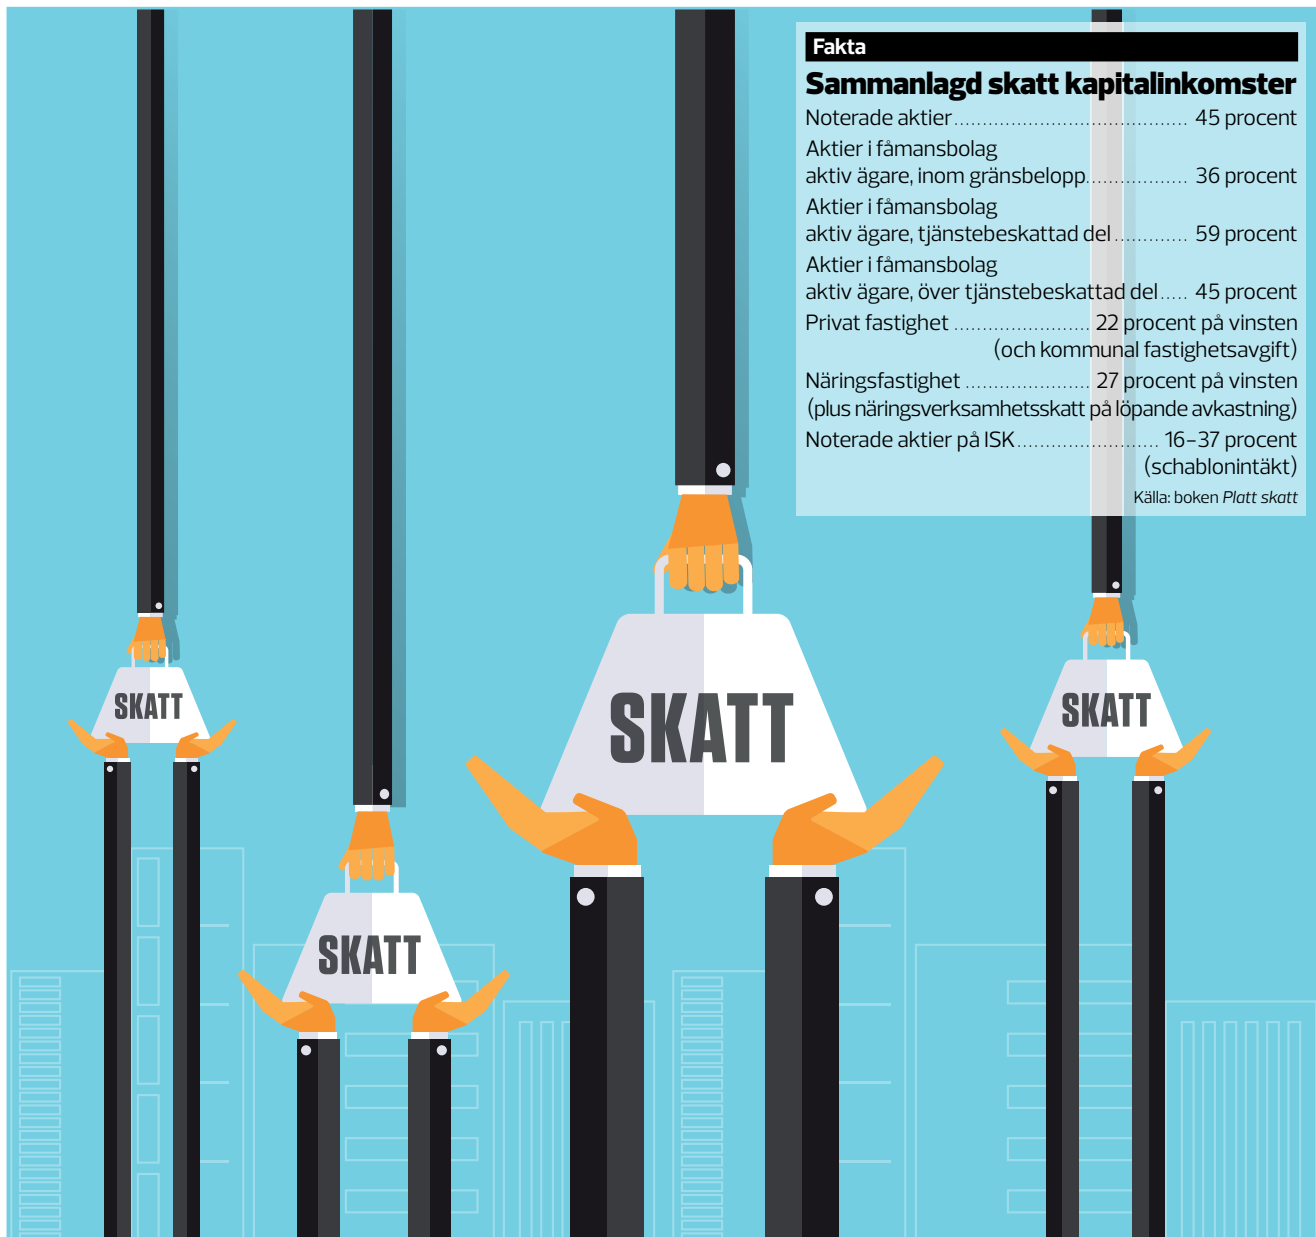 Fakta
Sammanlagd skatt kapitalinkomster
Noterade aktier ........................................ 45 procent
Aktier i fåmansbolag
aktiv ägare, inom gränsbelopp.................. 36 procent
Aktier i fåmansbolag
aktiv ägare, tjänstebeskattad del ............. 59 procent
Aktier i fåmansbolag
aktiv ägare, över tjänstebeskattad del ..... 45 procent
Privat fastighet ....................... 22 procent på vinsten
(och kommunal fastighetsavgift)
Näringsfastighet ..................... 27 procent på vinsten
(plus näringsverksamhetsskatt på löpande avkastning)
Noterade aktier på ISK ........................ 16–37 procent
(schablonintäkt)
Källa: boken Platt skatt
SKATT
SKATT
SKATT
SKATT